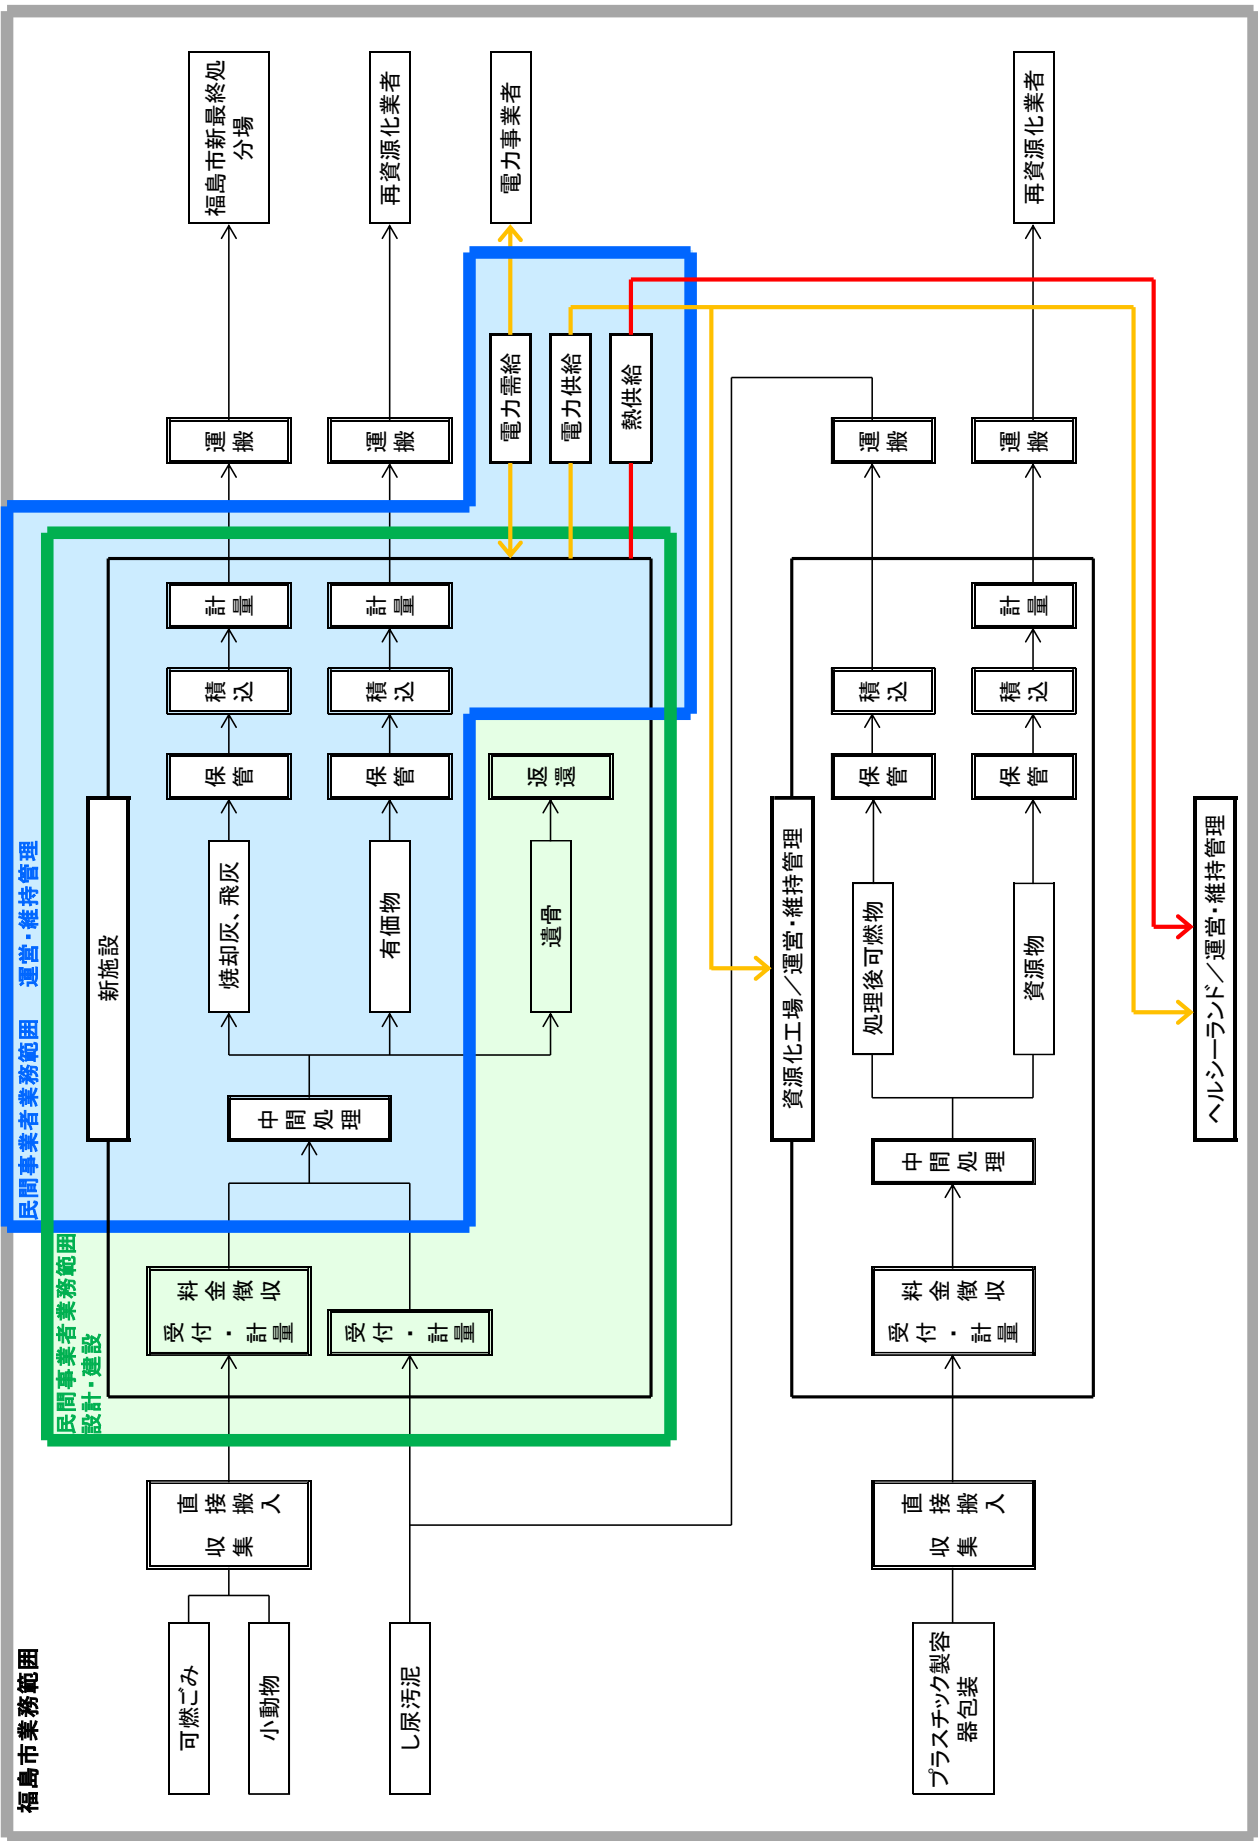 福島市業務範囲
民間事業者業務範囲　運営・維持管理
民間事業者業務範囲
設計・建設
新施設
可燃ごみ
小動物
収集
直接搬入
受付・計量
料金徴収
中間処理
焼却灰、飛灰
保管
積込
計量
運搬
福島市新最終処
分場
有価物
保管
積込
計量
運搬
再資源化業者
し尿汚泥
受付・計量
遺骨
返還
電力需給
電力事業者
電力供給
熱供給
資源化工場／運営・維持管理
プラスチック製容
器包装
収集
直接搬入
受付・計量
料金徴収
中間処理
処理後可燃物
保管
積込
運搬
資源物
保管
積込
計量
運搬
再資源化業者
ヘルシーランド／運営・維持管理